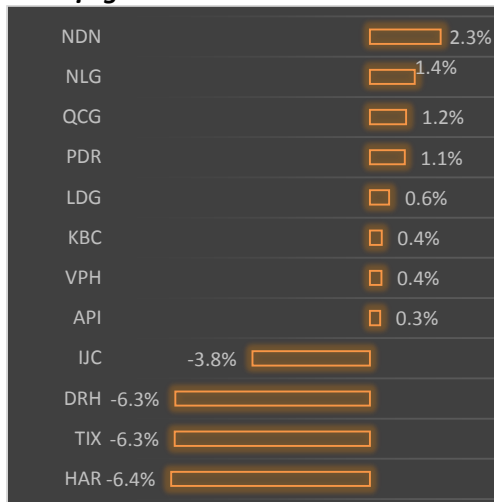 NDN 2.3%
NLG 1.4%
QCG 1.2%
PDR 1.1%
LDG 0.6%
KBC 0.4%
VPH 0.4%
API 0.3%
IJC -3.8%
DRH -6.3%
TIX -6.3%
HAR -6.4%